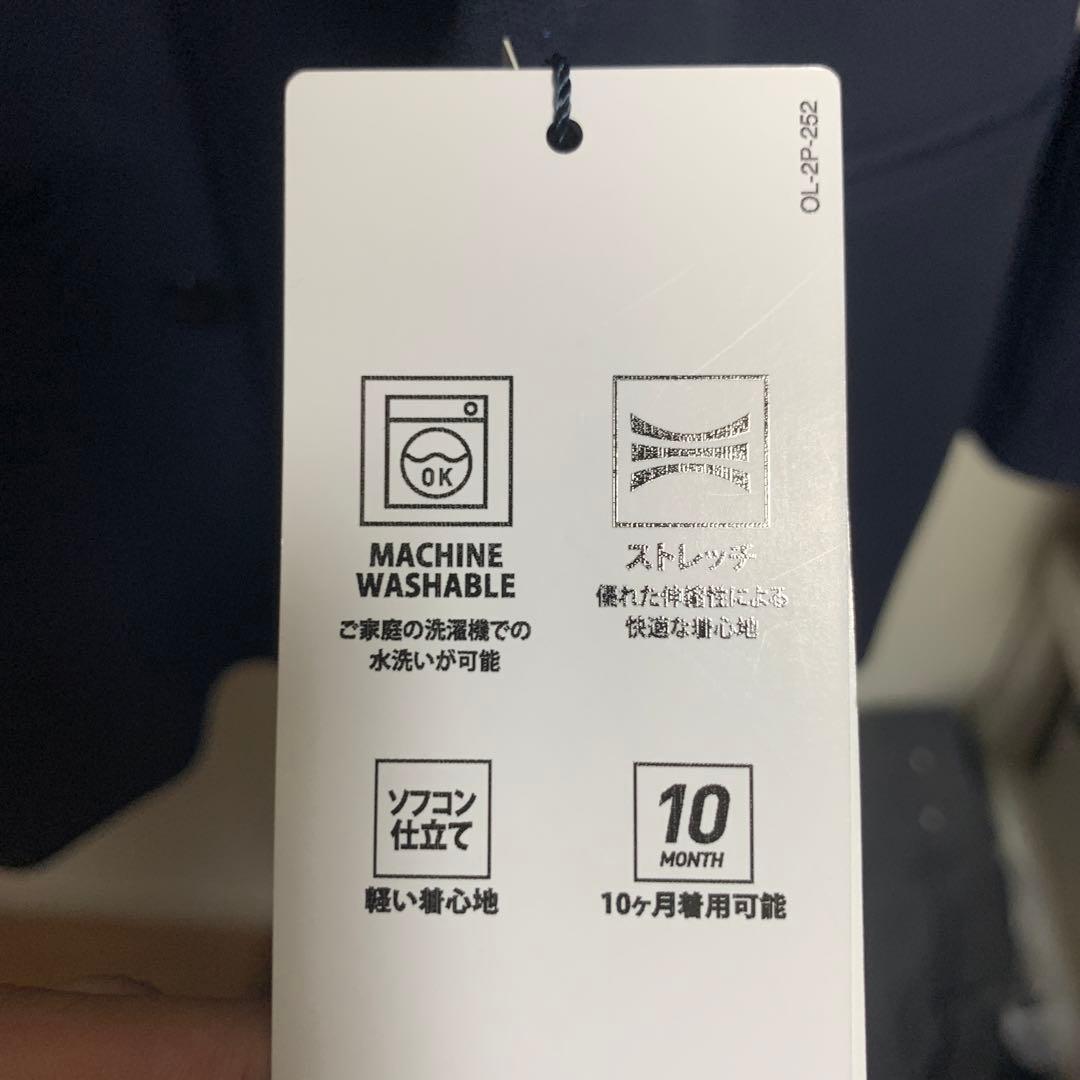 OL-2P-252
OK
MACHINE
WASHABLE
ご家庭の洗濯機での
水洗いが可能
ストレッチ
優れた伸縮性による
快適な着心地
ソフコン
仕立て
軽い着心地
10
MONTH
10ヶ月着用可能